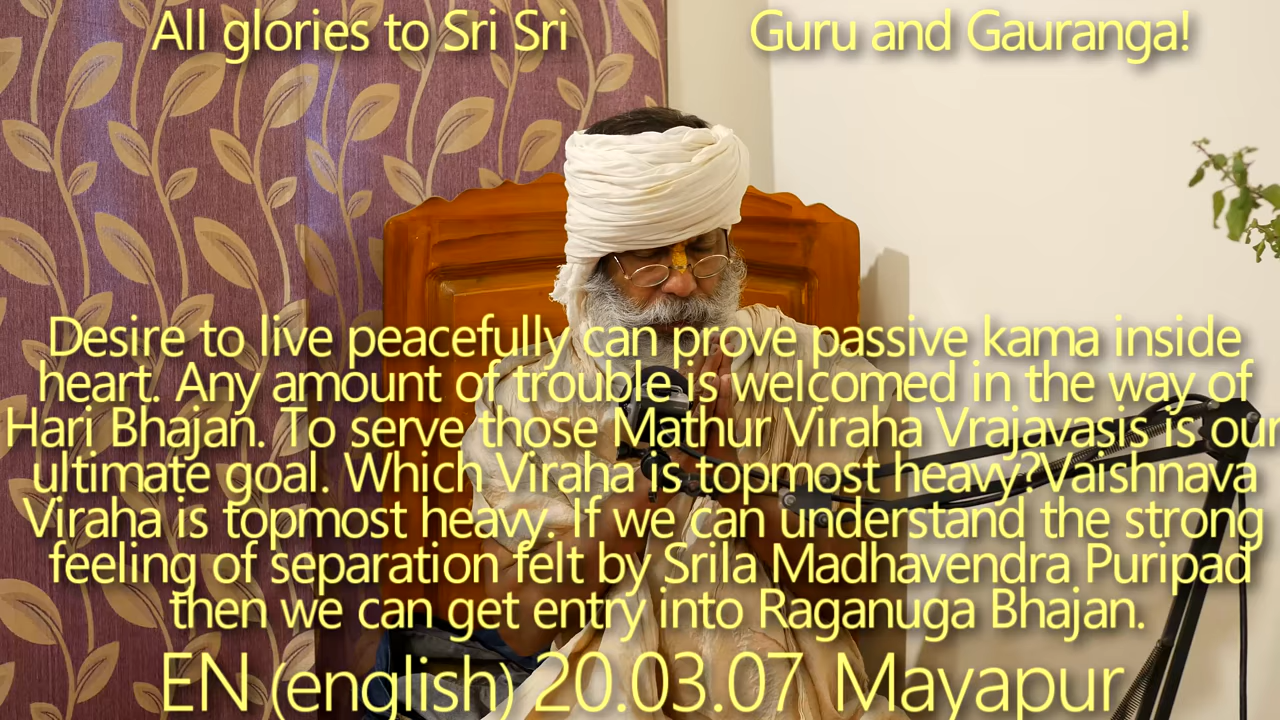 All glories to Sri Sri Guru and Gauranga!
Desire to live peacefully can prove passive kama inside
heart. Any amount of trouble is welcomed in the way of
Hari Bhajan. To serve those Mathur Viraha Vrajavasis is our
ultimate goal. Which Viraha is topmost heavy?Vaishnava
Viraha is topmost heavy. If we can understand the strong
feeling of separation felt by Srila Madhavendra Puripad
then we can get entry into Raganuga Bhajan.
EN (english) 20.03.07 Mayapur